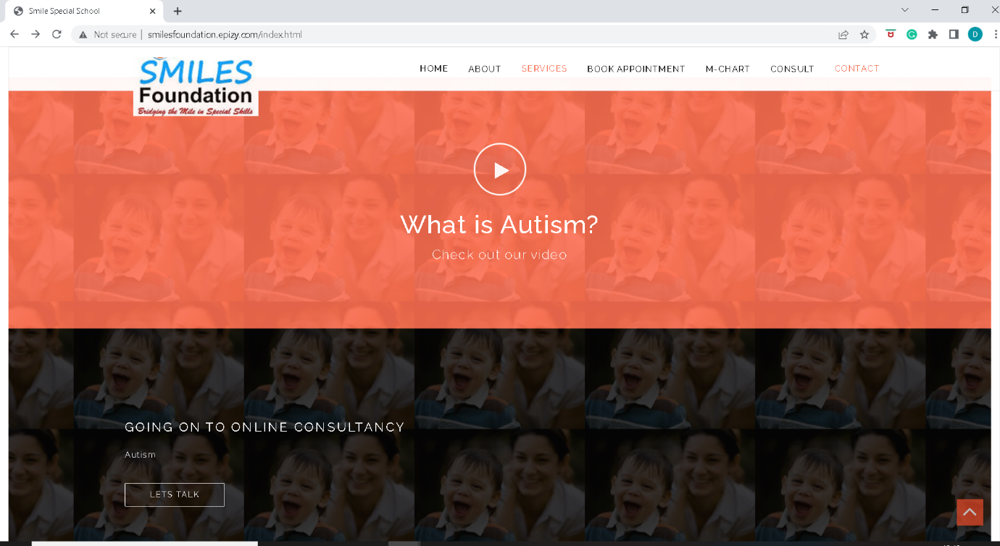 Smile Special School
Not secure | smilesfoundation.epizy.com/index.html
D
SMILES
Foundation
Bridging the Mile in Special Skills
HOME ABOUT SERVICES BOOK APPOINTMENT M-CHART CONSULT CONTACT
What is Autism?
Check out our video
GOING ON TO ONLINE CONSULTANCY
Autism
LETS TALK